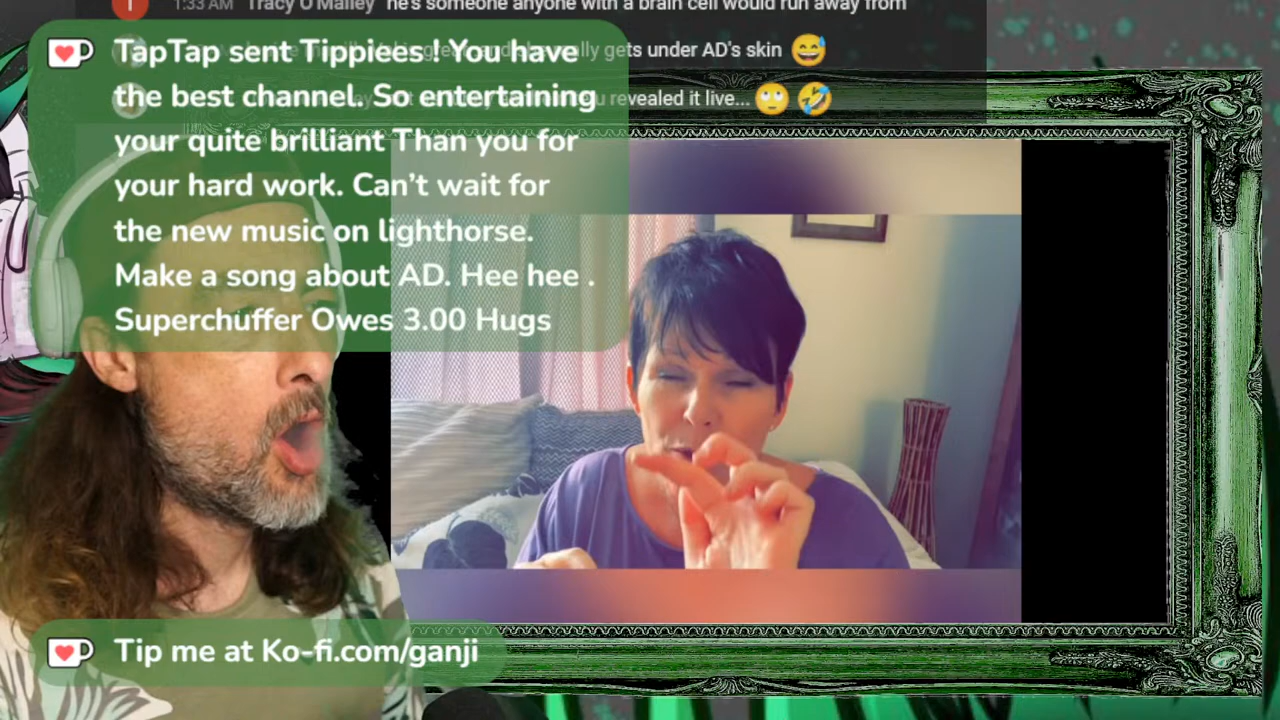 1:33 AM Tracy O'Malley he's someone anyone with a brain cell would run away from
gets under AD's skin 😅
revealed it live... 🙄 🤣
TapTap sent Tippiees ! You have
the best channel. So entertaining
your quite brilliant Than you for
your hard work. Can't wait for
the new music on lighthorse.
Make a song about AD. Hee hee .
Superchuffer Owes 3.00 Hugs
Tip me at Ko-fi.com/ganji